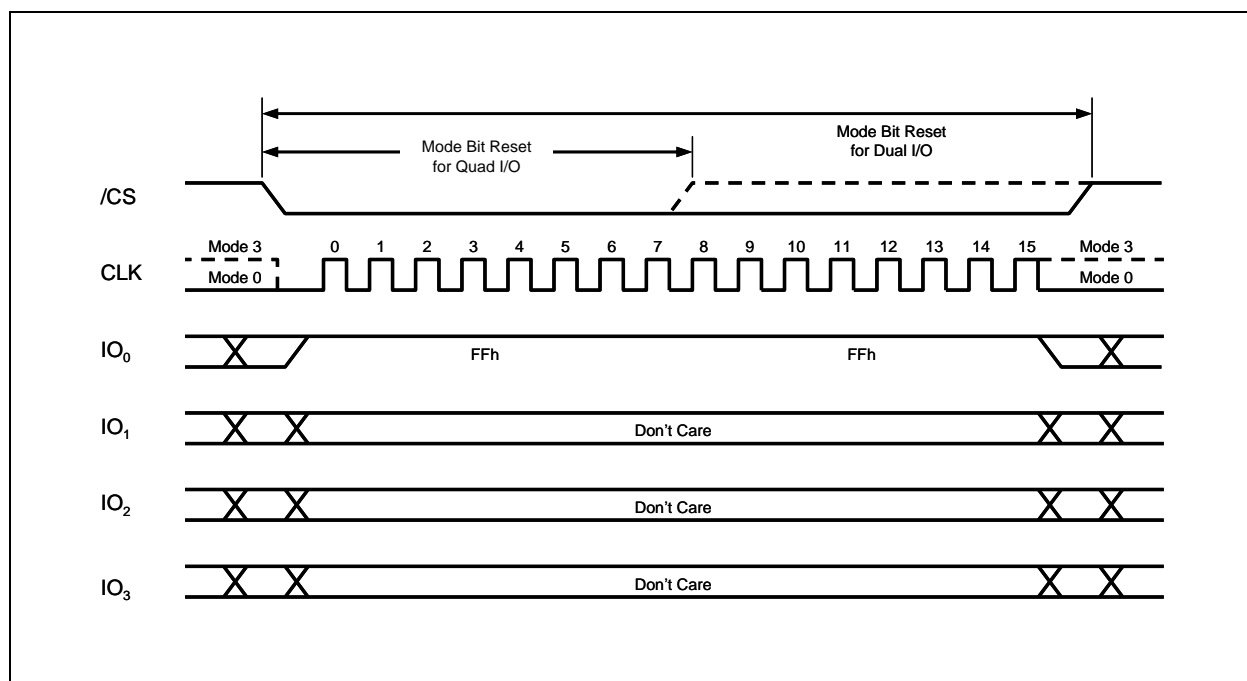 Mode Bit Reset
for Dual I/O
Mode Bit Reset
for Quad I/O
/CS
0 1 2 3 4 5 6 7 8 9 10 11 12 13 14 15
Mode 3
Mode 3
CLK
Mode 0
Mode 0
IO₀
FFh
FFh
IO₁
Don't Care
IO₂
Don't Care
IO₃
Don't Care